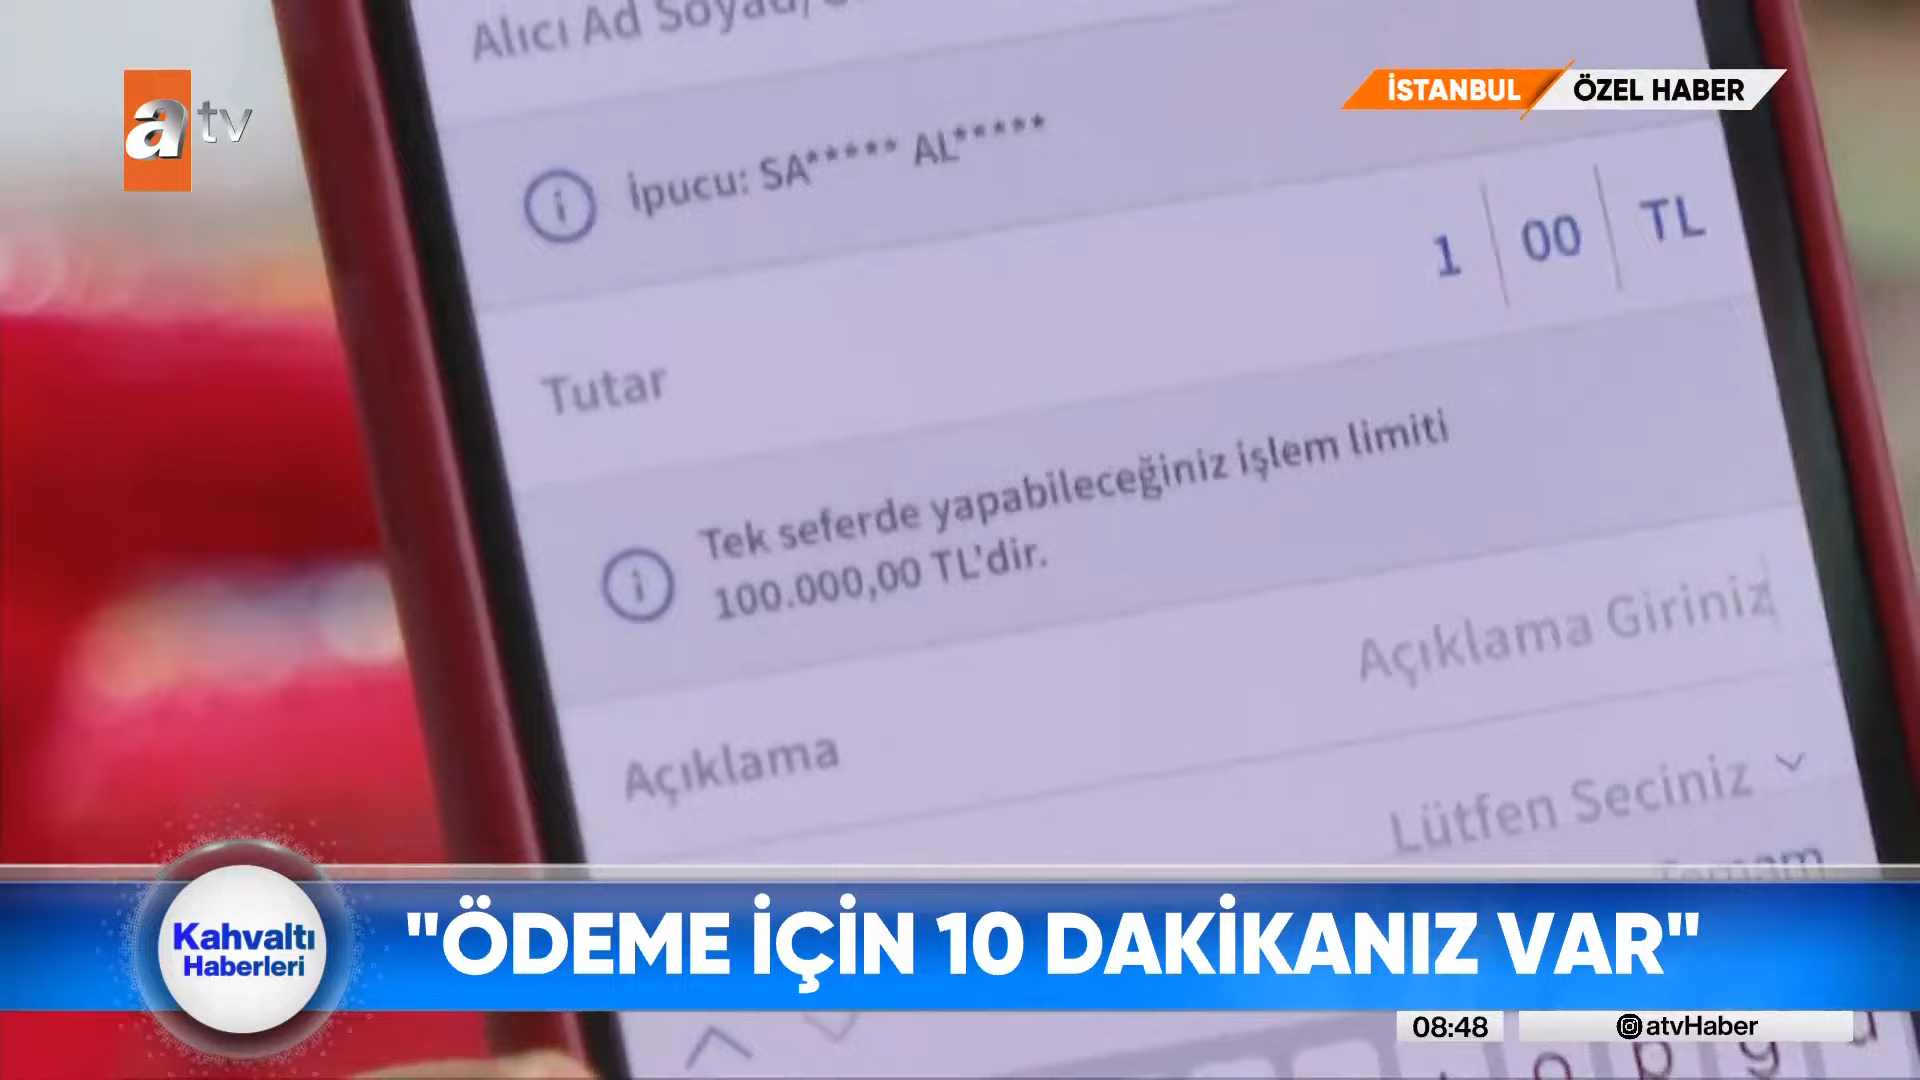 Alıcı Ad Soyad/
a tv
İSTANBUL
ÖZEL HABER
İpucu: SA***** AL*****
1 00 TL
Tutar
Tek seferde yapabileceğiniz işlem limiti
100.000,00 TL'dir.
Açıklama Giriniz
Açıklama
Lütfen Seciniz
Kahvaltı
Haberleri
"ÖDEME İÇİN 10 DAKİKANIZ VAR"
08:48
atvHaber
o p ğ